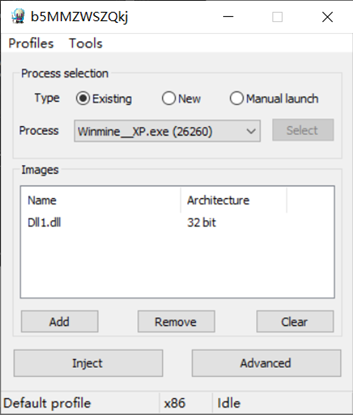 b5MMZWSZQkj
Profiles Tools
Process selection
Type Existing New Manual launch
Process Winmine__XP.exe (26260) Select
Images
Name Architecture
Dll1.dll 32 bit
Add Remove Clear
Inject Advanced
Default profile x86 Idle